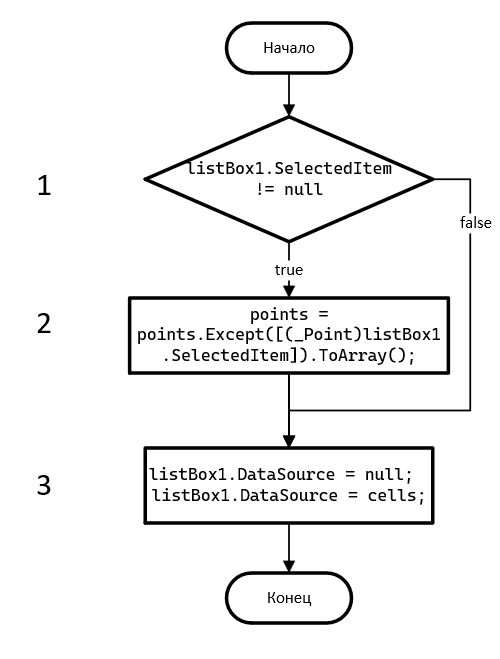 Начало
1
listBox1.SelectedItem
!= null
false
true
2
points =
points.Except([(_Point)listBox1
.SelectedItem]).ToArray();
3
listBox1.DataSource = null;
listBox1.DataSource = cells;
Конец